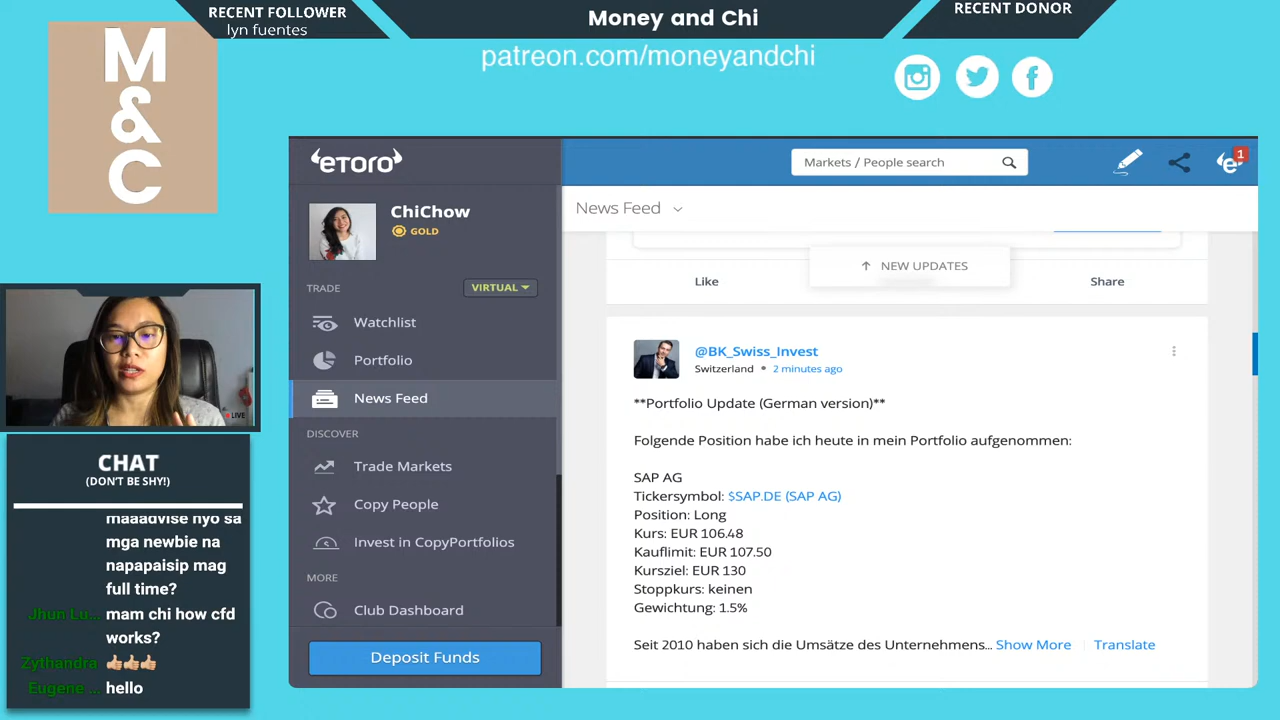 RECENT FOLLOWER
lyn fuentes
Money and Chi
RECENT DONOR
patreon.com/moneyandchi
M
&
C
eToro
Markets / People search
1
ChiChow
GOLD
News Feed
NEW UPDATES
TRADE
VIRTUAL
Like
Share
Watchlist
Portfolio
News Feed
DISCOVER
Trade Markets
Copy People
Invest in CopyPortfolios
MORE
Club Dashboard
Deposit Funds
@BK_Swiss_Invest
Switzerland • 2 minutes ago
**Portfolio Update (German version)**
Folgende Position habe ich heute in mein Portfolio aufgenommen:
SAP AG
Tickersymbol: $SAP.DE (SAP AG)
Position: Long
Kurs: EUR 106.48
Kauflimit: EUR 107.50
Kursziel: EUR 130
Stoppkurs: keinen
Gewichtung: 1.5%
Seit 2010 haben sich die Umsätze des Unternehmens... Show More Translate
LIVE
CHAT
(DON'T BE SHY!)
maaadvise nyo sa
mga newbie na
napapaisip mag
full time?
Jhun Lu... mam chi how cfd
works?
Zythandra 👍🏼👍🏼👍🏼
Eugene ... hello